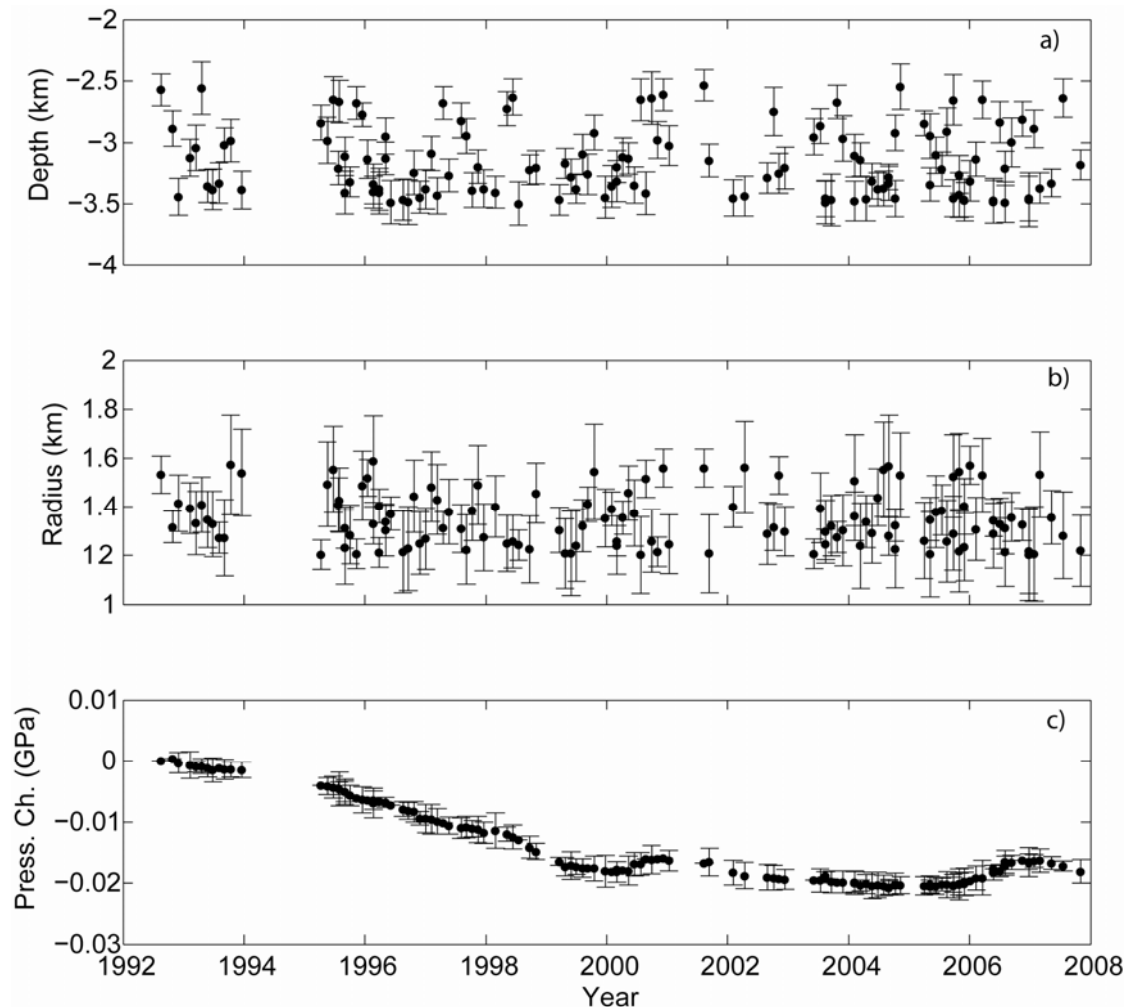 a)
Depth (km)
−2
−2.5
−3
−3.5
−4
b)
Radius (km)
2
1.8
1.6
1.4
1.2
1
c)
Press. Ch. (GPa)
0.01
0
−0.01
−0.02
−0.03
1992 1994 1996 1998 2000 2002 2004 2006 2008
Year